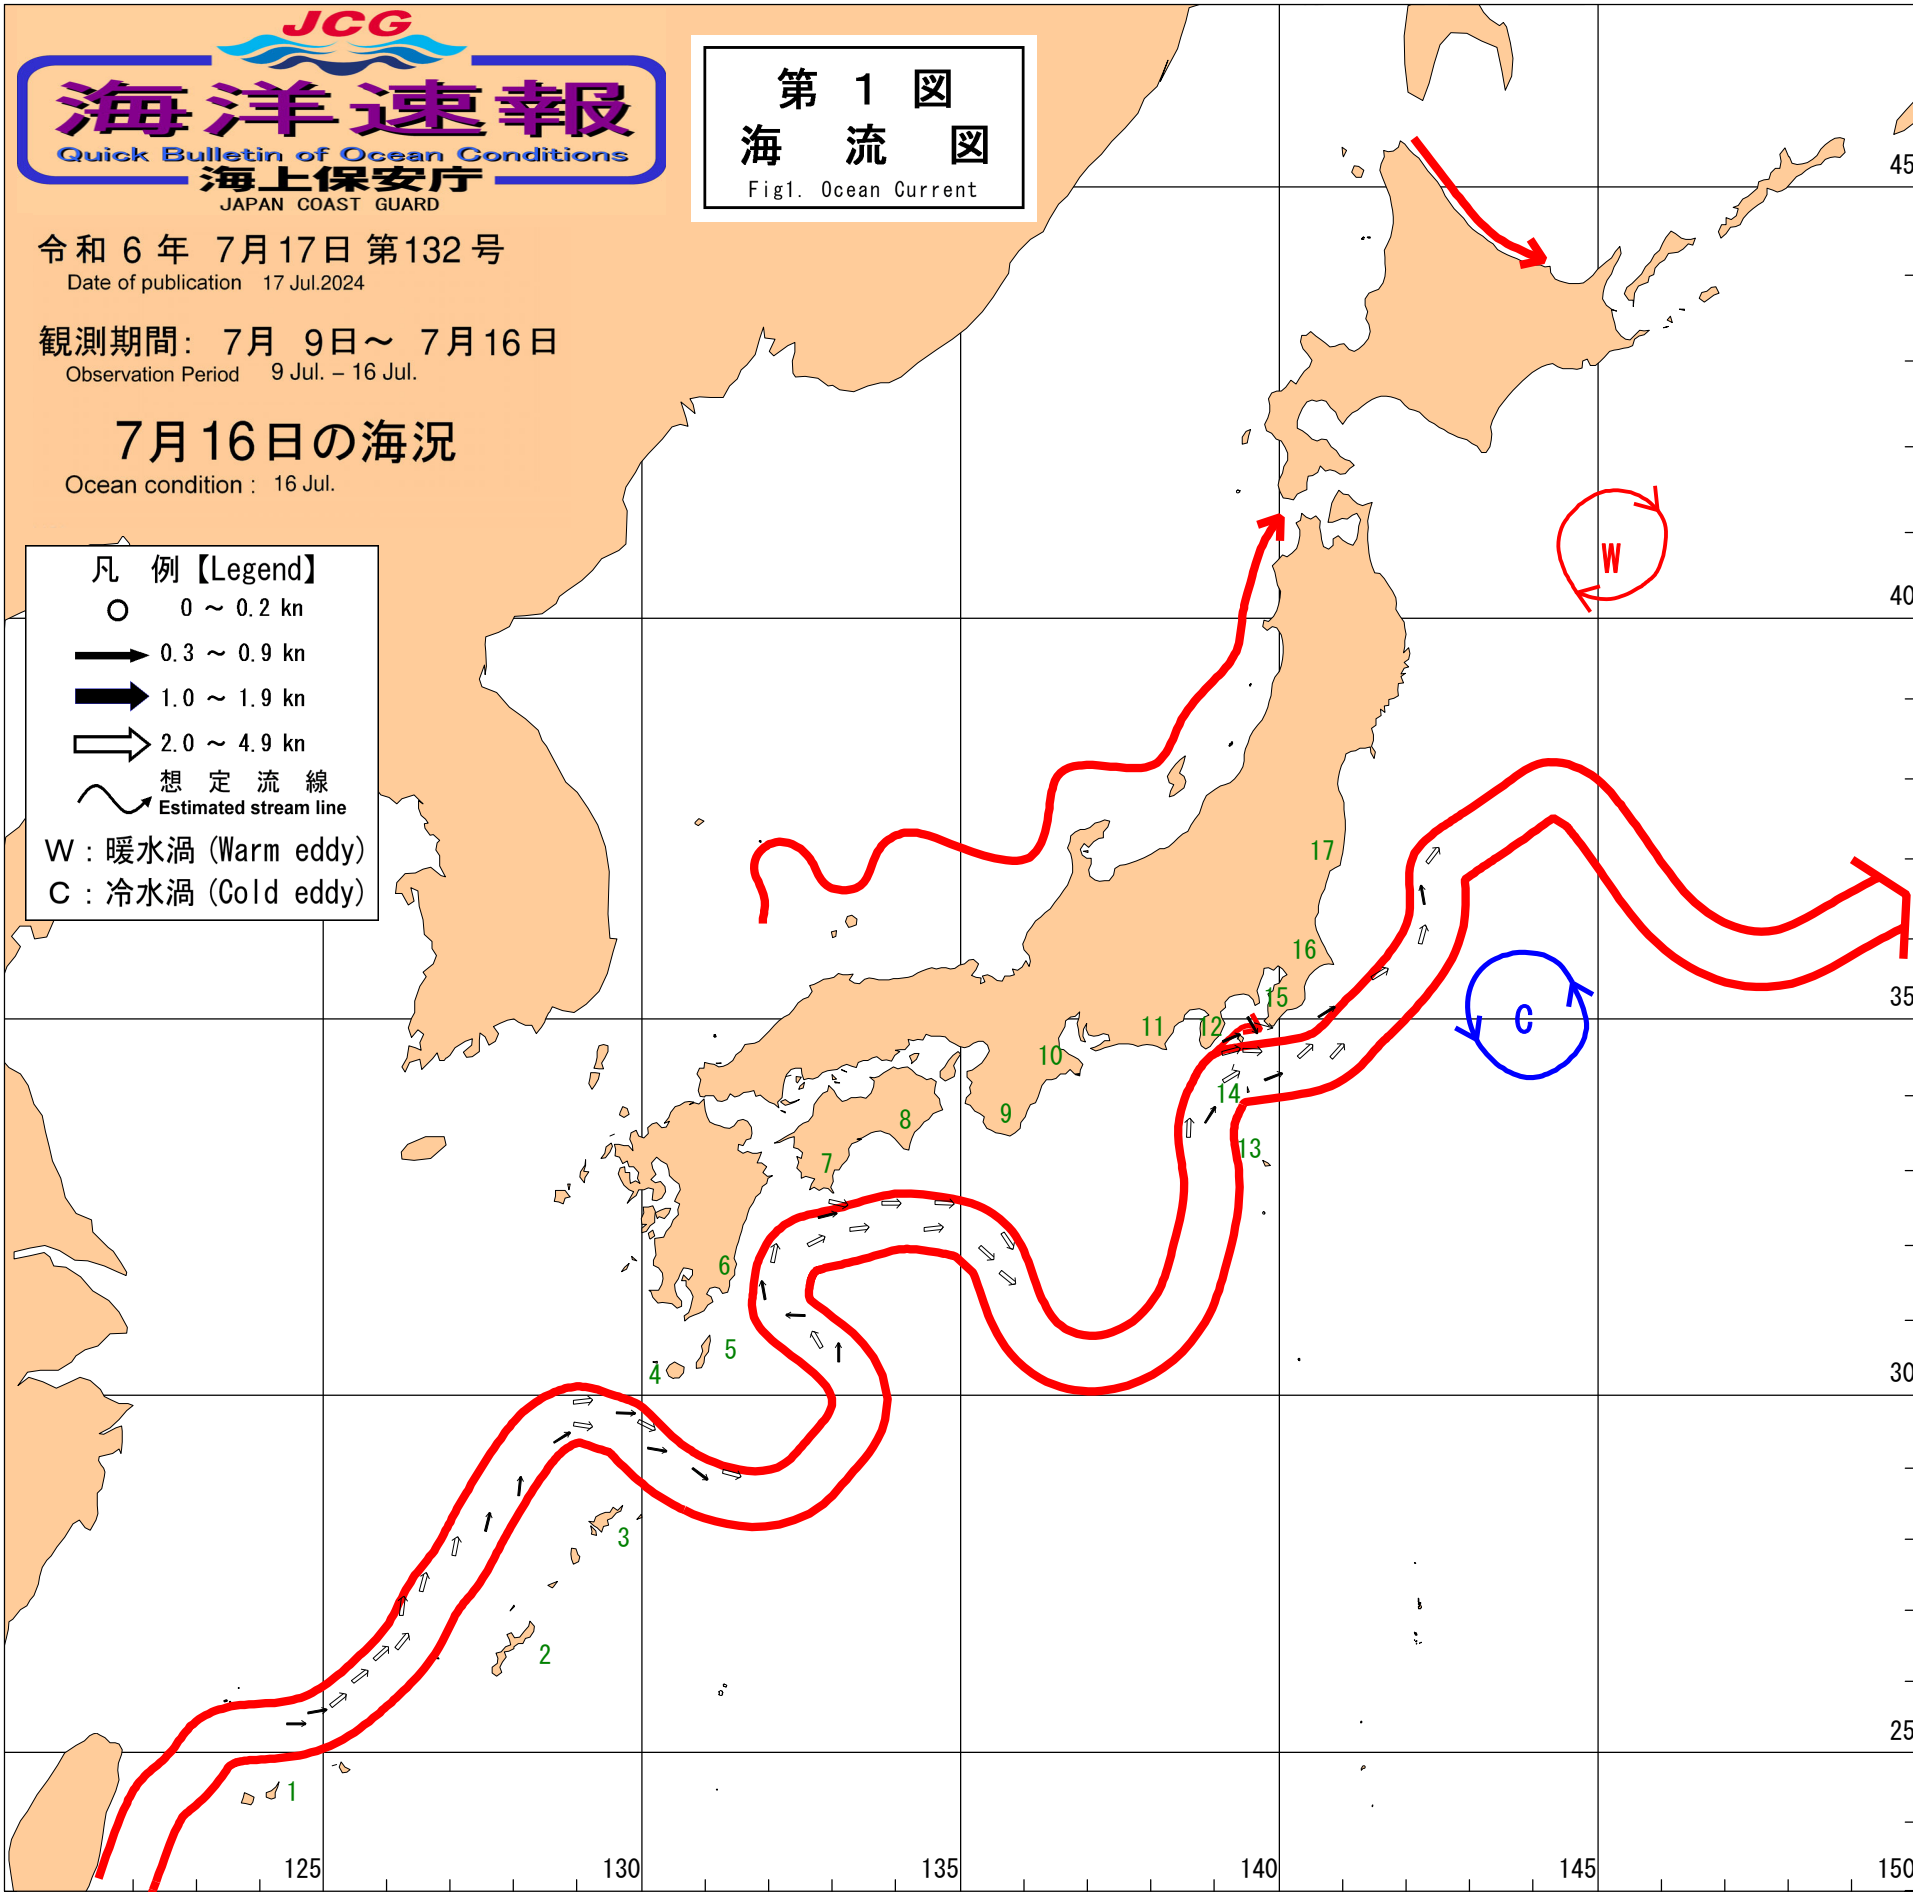 JCG
海洋速報
Quick Bulletin of Ocean Conditions
海上保安庁
JAPAN COAST GUARD
令和 6 年 7月17日 第132 号
Date of publication 17 Jul.2024
観測期間: 7月 9日～ 7月16日
Observation Period 9 Jul. – 16 Jul.
7月16日の海況
Ocean condition : 16 Jul.
第 1 図
海 流 図
Fig1. Ocean Current
凡 例【Legend】
0 ～ 0.2 kn
0.3 ～ 0.9 kn
1.0 ～ 1.9 kn
2.0 ～ 4.9 kn
想 定 流 線
Estimated stream line
W : 暖水渦 (Warm eddy)
C : 冷水渦 (Cold eddy)
45
40
35
30
25
W
C
17
16
15
12
11
10
14
13
9
8
7
6
5
4
3
2
1
125
130
135
140
145
150